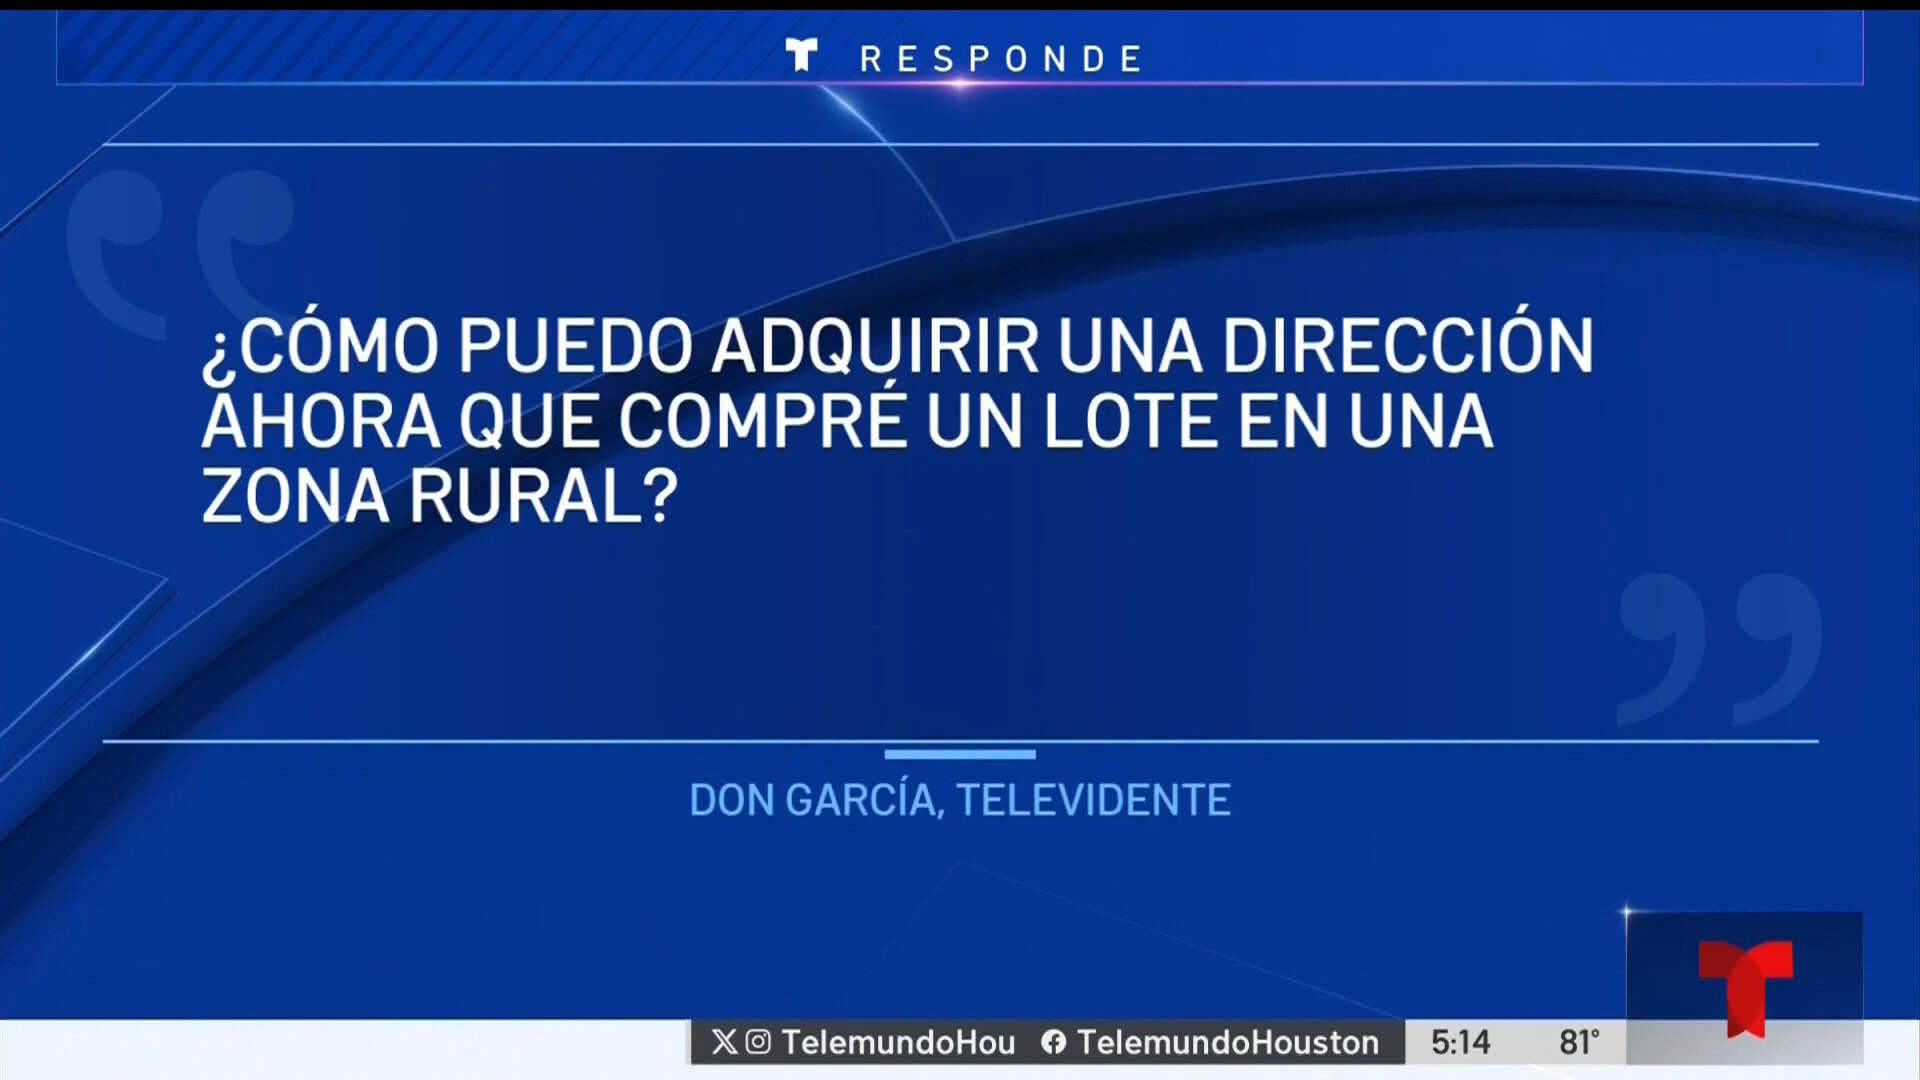 RESPONDE
¿CÓMO PUEDO ADQUIRIR UNA DIRECCIÓN
AHORA QUE COMPRÉ UN LOTE EN UNA
ZONA RURAL?
DON GARCÍA, TELEVIDENTE
TelemundoHou TelemundoHouston 5:14 81°